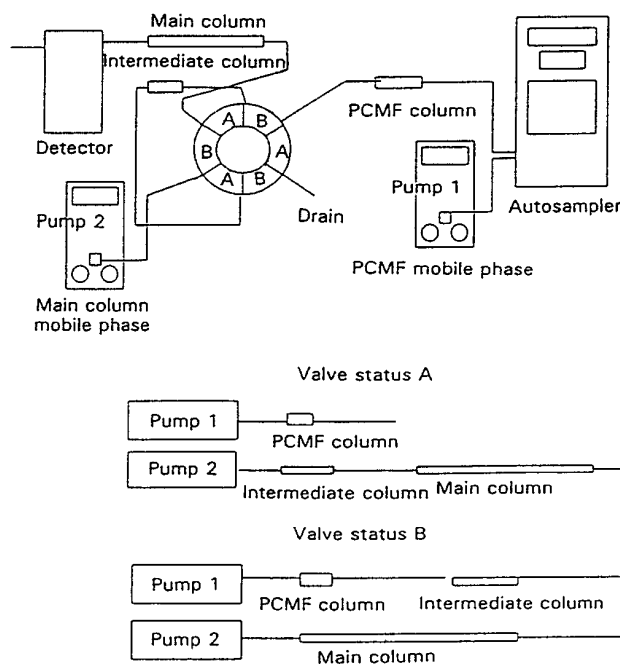 Main column
Intermediate column
PCMF column
A
B
B
A
A
B
Detector
Pump 2
Drain
Pump 1
Autosampler
PCMF mobile phase
Main column
mobile phase
Valve status A
Pump 1
PCMF column
Pump 2
Intermediate column
Main column
Valve status B
Pump 1
PCMF column
Intermediate column
Pump 2
Main column